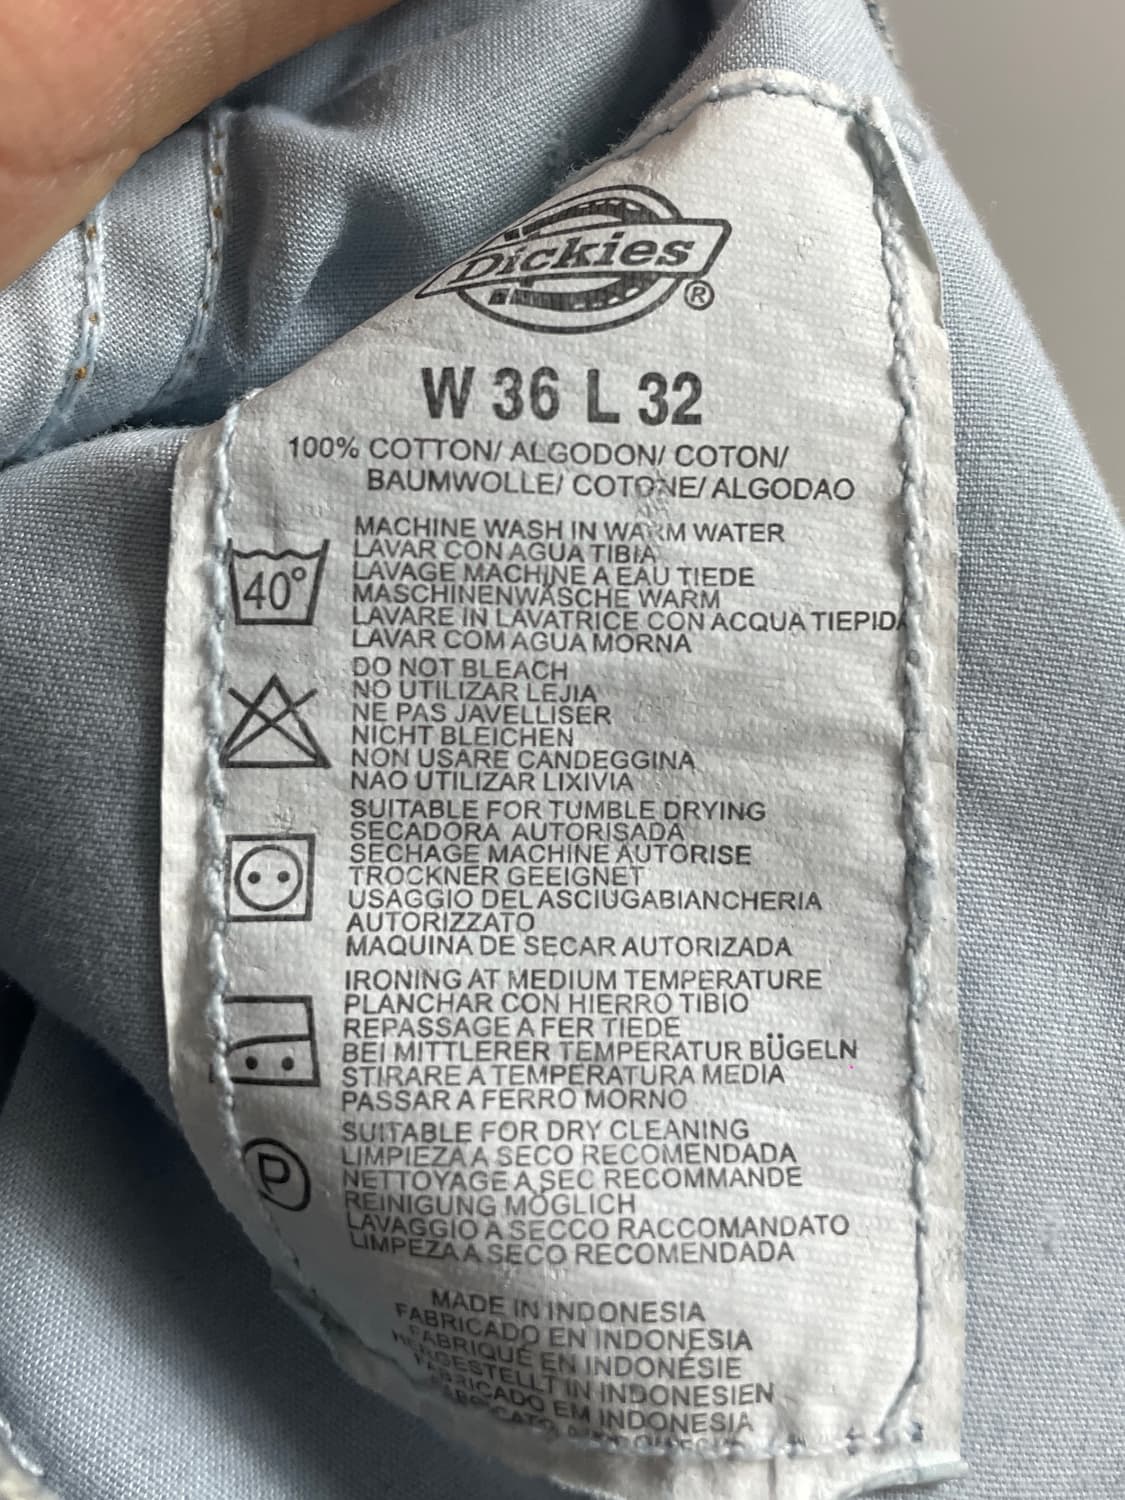 Dickies
®
W 36 L 32
100% COTTON/ ALGODON/ COTON/
BAUMWOLLE/ COTONE/ ALGODAO
40°
MACHINE WASH IN WARM WATER
LAVAR CON AGUA TIBIA
LAVAGE MACHINE A EAU TIEDE
MASCHINENWÄSCHE WARM
LAVARE IN LAVATRICE CON ACQUA TIEPIDA
LAVAR COM AGUA MORNA
DO NOT BLEACH
NO UTILIZAR LEJIA
NE PAS JAVELLISER
NICHT BLEICHEN
NON USARE CANDEGGINA
NAO UTILIZAR LIXIVIA
SUITABLE FOR TUMBLE DRYING
SECADORA AUTORISADA
SECHAGE MACHINE AUTORISE
TROCKNER GEEIGNET
USAGGIO DEL ASCIUGABIANCHERIA
AUTORIZZATO
MAQUINA DE SECAR AUTORIZADA
IRONING AT MEDIUM TEMPERATURE
PLANCHAR CON HIERRO TIBIO
REPASSAGE A FER TIEDE
BEI MITTLERER TEMPERATUR BÜGELN
STIRARE A TEMPERATURA MEDIA
PASSAR A FERRO MORNO
P
SUITABLE FOR DRY CLEANING
LIMPIEZA A SECO RECOMENDADA
NETTOYAGE A SEC RECOMMANDE
REINIGUNG MÖGLICH
LAVAGGIO A SECCO RACCOMANDATO
LIMPEZA A SECO RECOMENDADA
MADE IN INDONESIA
FABRICADO EN INDONESIA
FABRIQUÉ EN INDONÉSIE
HERGESTELLT IN INDONESIEN
FABRICADO EM INDONESIA